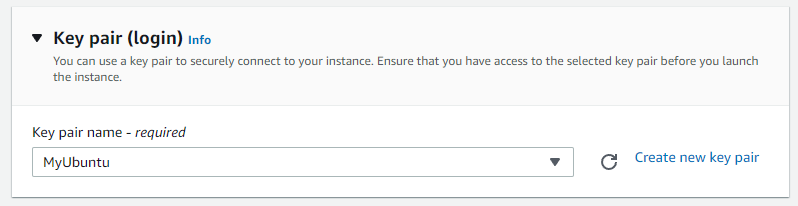 Key pair (login) Info
You can use a key pair to securely connect to your instance. Ensure that you have access to the selected key pair before you launch
the instance.
Key pair name - required
MyUbuntu
Create new key pair